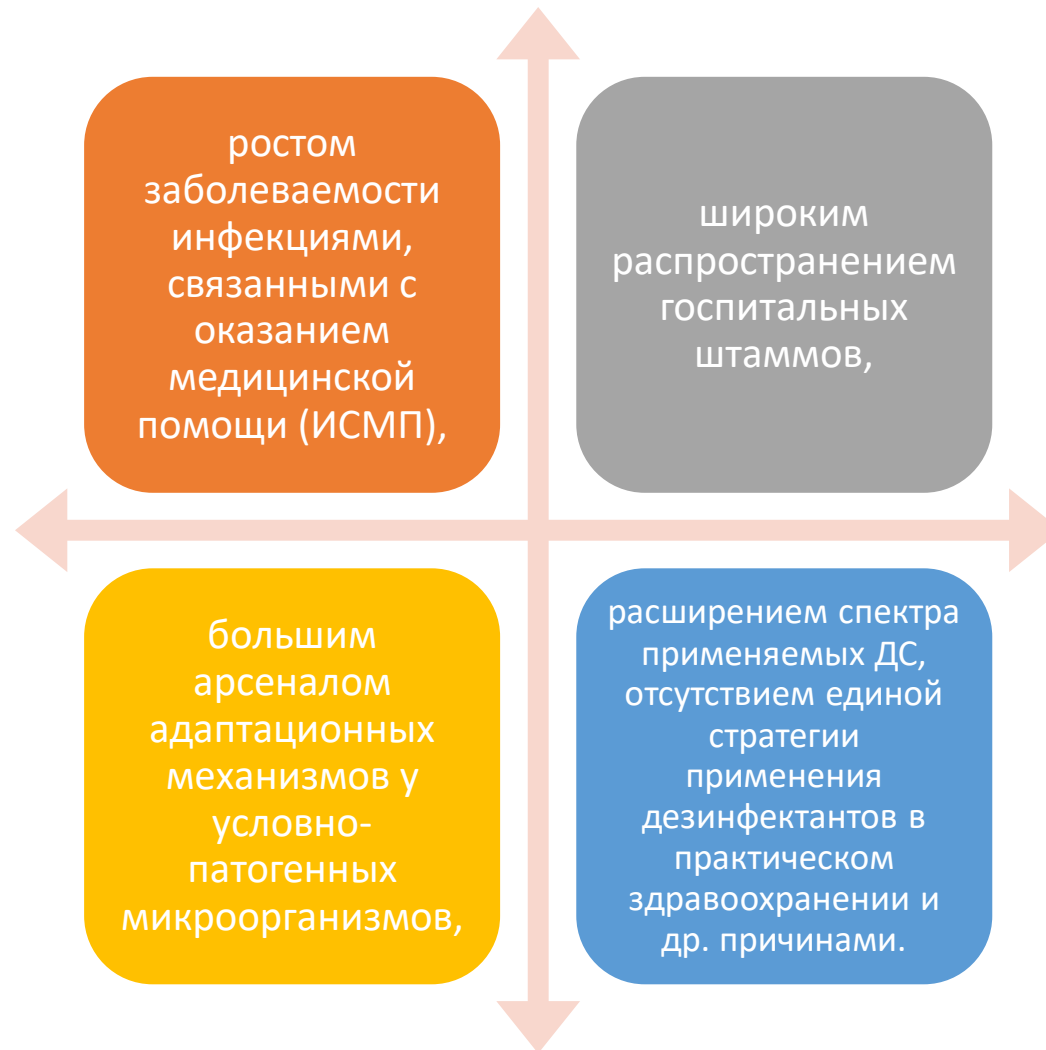 ростом
заболеваемости
инфекциями,
связанными с
оказанием
медицинской
помощи (ИСМП),
широким
распространением
госпитальных
штаммов,
большим
арсеналом
адаптационных
механизмов у
условно-
патогенных
микроорганизмов,
расширением спектра
применяемых ДС,
отсутствием единой
стратегии
применения
дезинфектантов в
практическом
здравоохранении и
др. причинами.